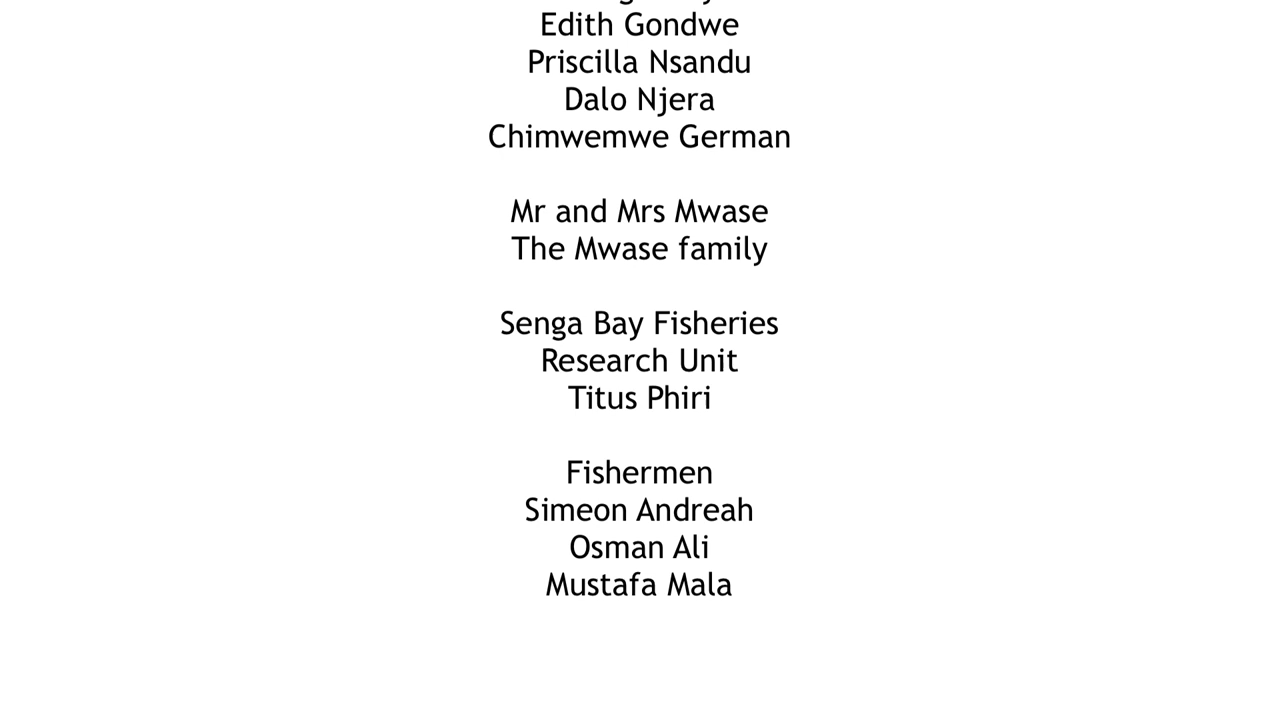 Edith Gondwe
Priscilla Nsandu
Dalo Njera
Chimwemwe German
Mr and Mrs Mwase
The Mwase family
Senga Bay Fisheries
Research Unit
Titus Phiri
Fishermen
Simeon Andreah
Osman Ali
Mustafa Mala